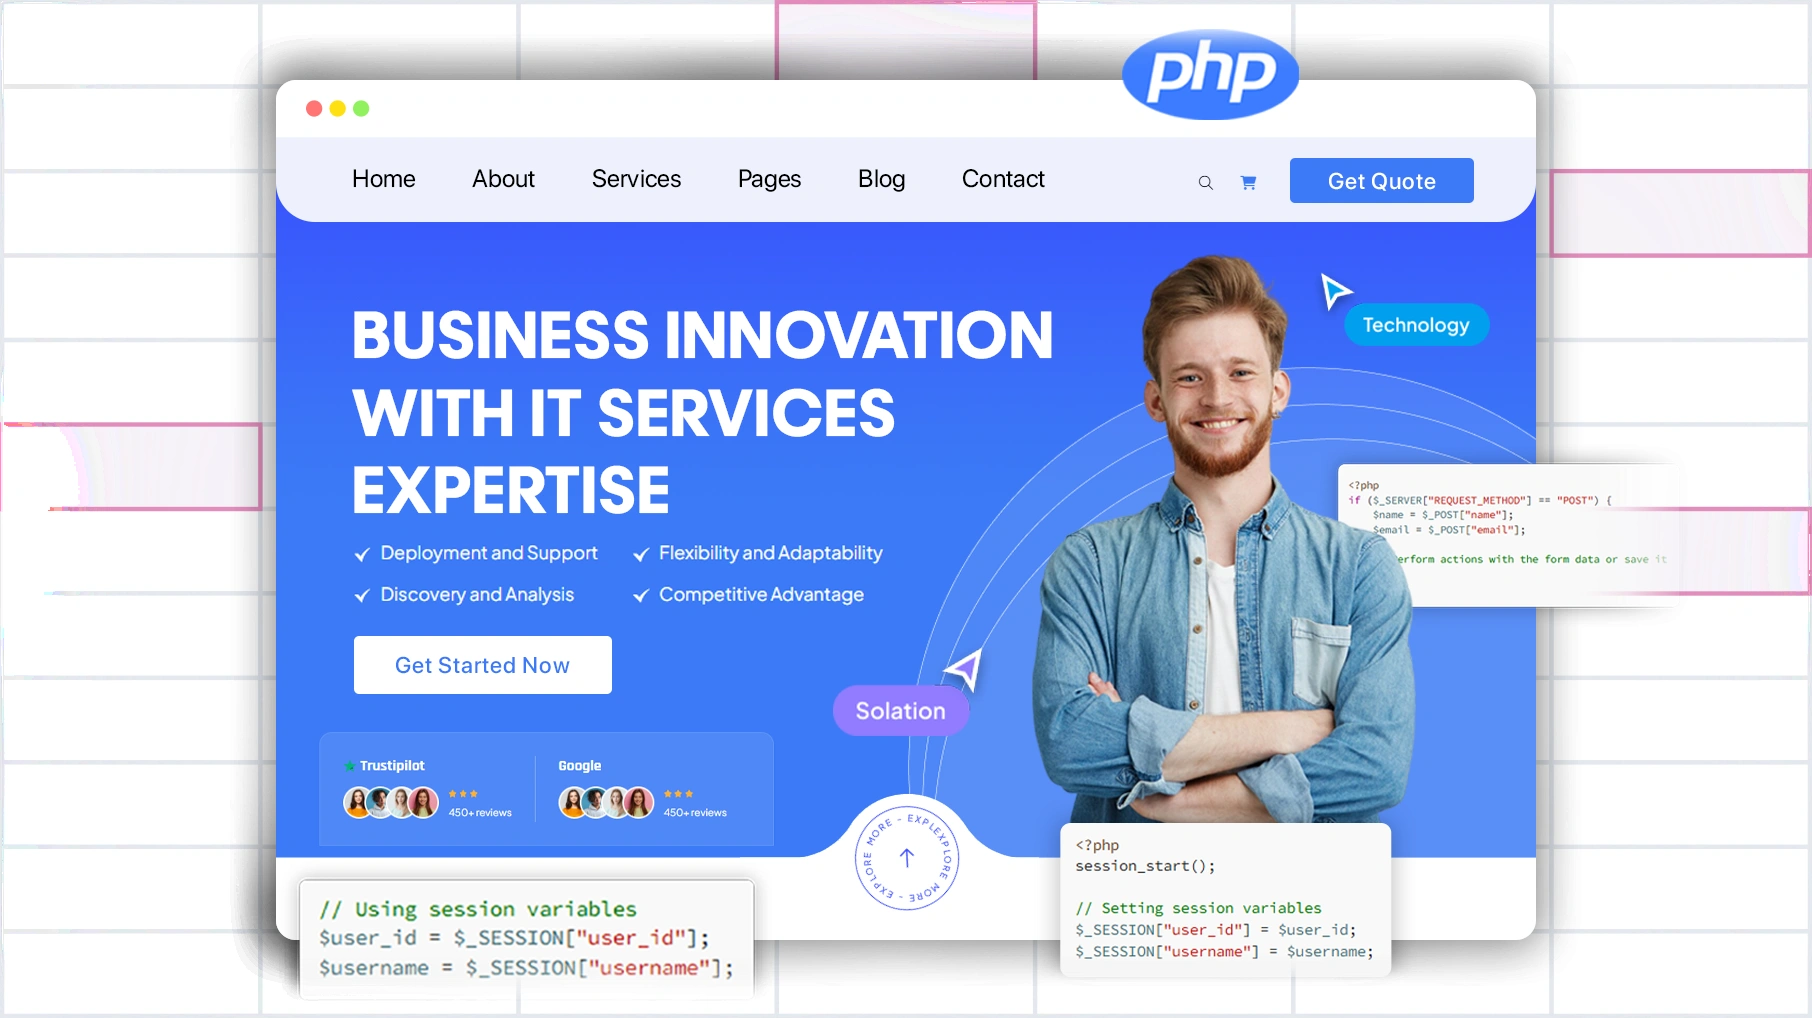 php
Home About Services Pages Blog Contact Get Quote
BUSINESS INNOVATION
WITH IT SERVICES
EXPERTISE
Technology
Deployment and Support
Flexibility and Adaptability
Discovery and Analysis
Competitive Advantage
Get Started Now
Solation
Trustipilot
450+ reviews
Google
450+ reviews
EXPLEXPLORE MORE - EXPLORE MORE -
<?php
if ($_SERVER["REQUEST_METHOD"] == "POST") {
$name = $_POST["name"];
$email = $_POST["email"];
erform actions with the form data or save it
// Using session variables
$user_id = $_SESSION["user_id"];
$username = $_SESSION["username"];
<?php
session_start();
// Setting session variables
$_SESSION["user_id"] = $user_id;
$_SESSION["username"] = $username;